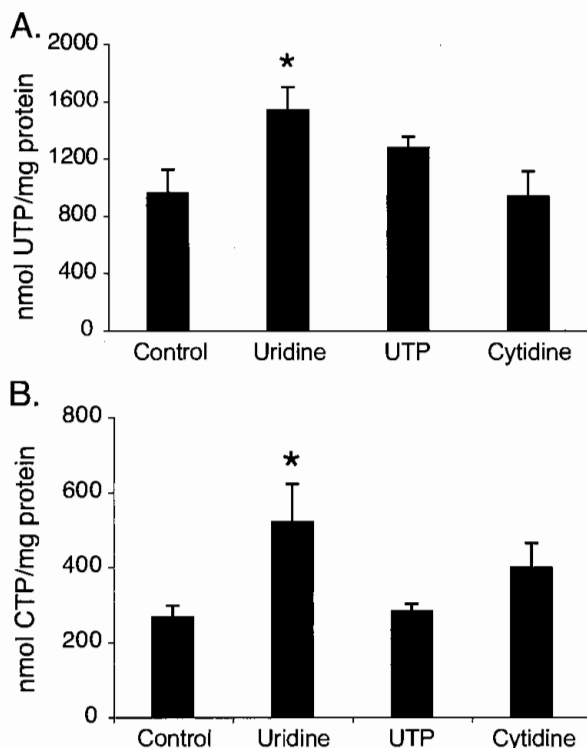 A.
nmol UTP/mg protein
2000
1600
1200
800
400
0
*
Control Uridine UTP Cytidine
B.
nmol CTP/mg protein
800
600
400
200
0
*
Control Uridine UTP Cytidine